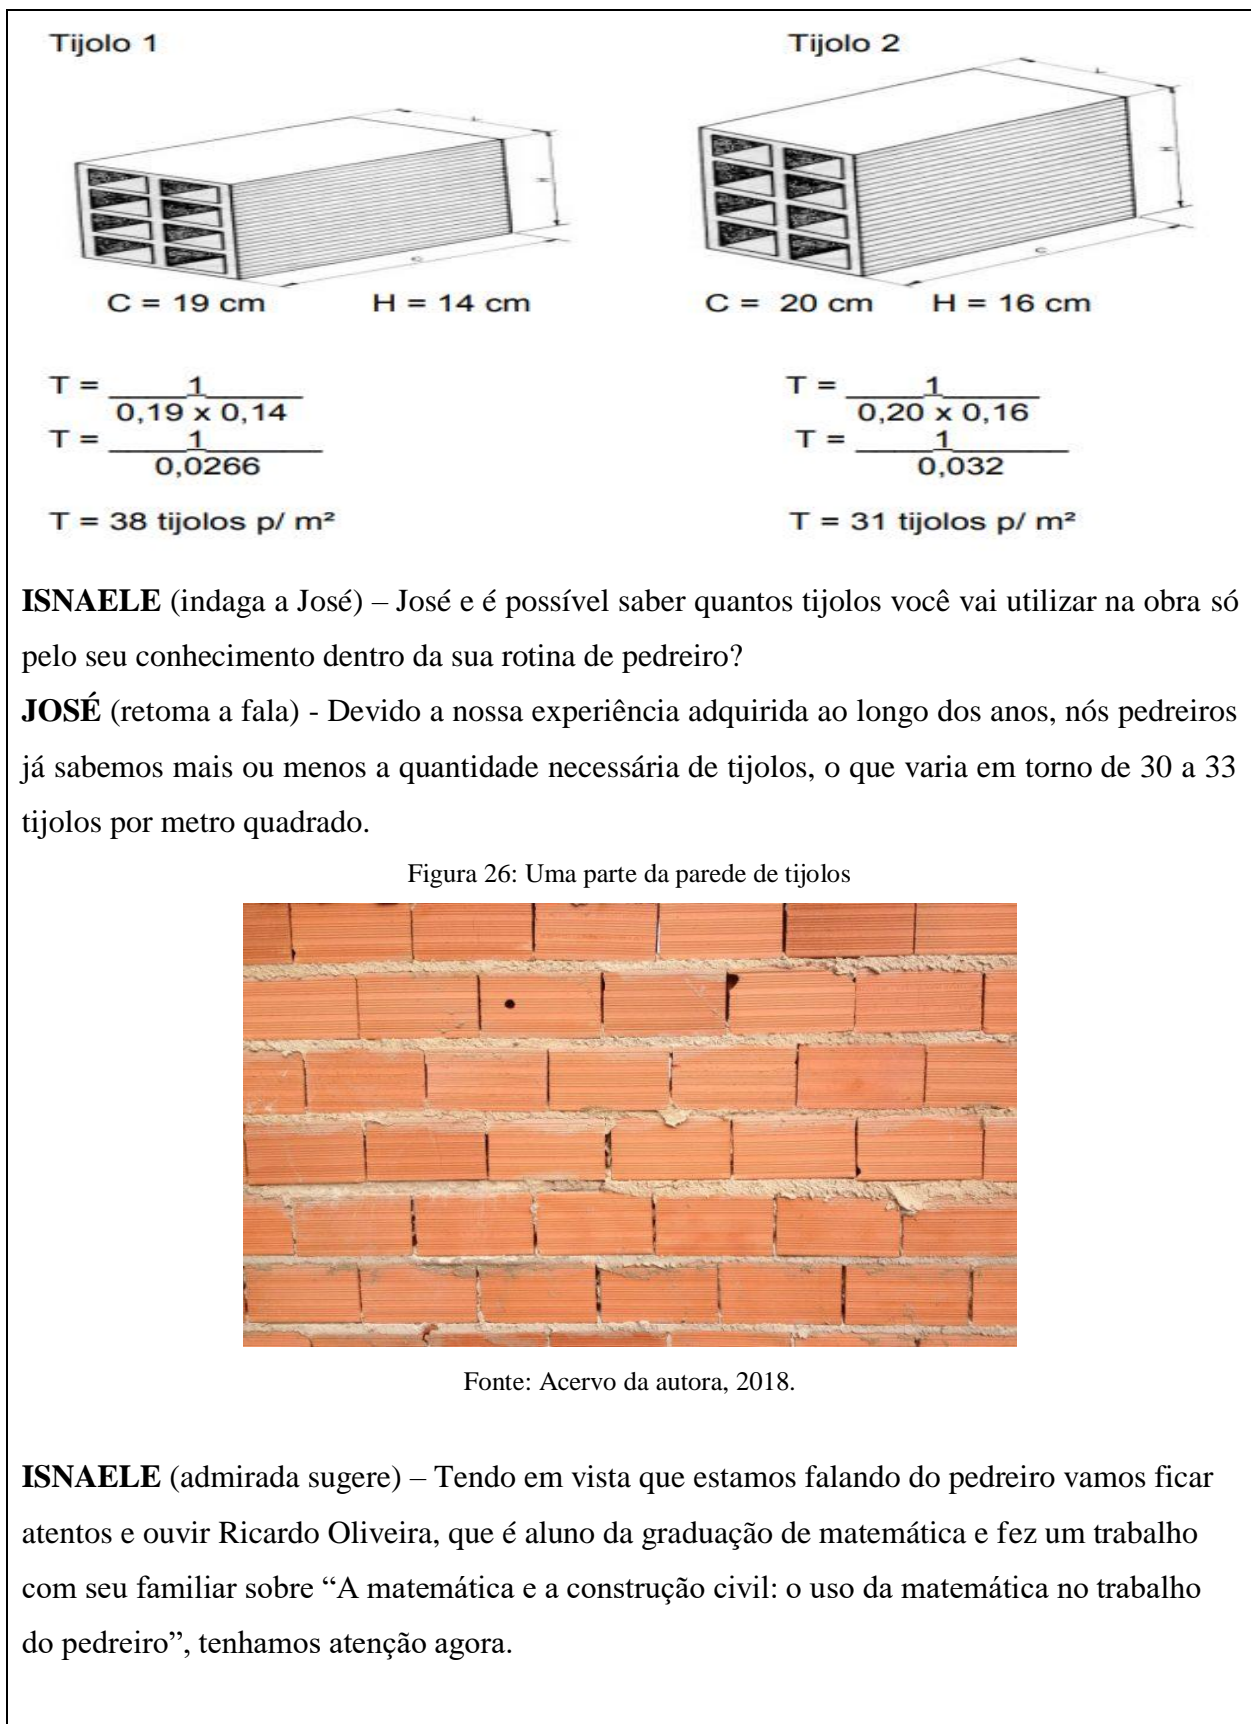 Tijolo 1
Tijolo 2
L
H
C
L
H
C
C = 19 cm H = 14 cm
C = 20 cm H = 16 cm
T = 1
0,19 x 0,14
T = 1
0,0266
T = 38 tijolos p/ m²
T = 1
0,20 x 0,16
T = 1
0,032
T = 31 tijolos p/ m²
ISNAELE (indaga a José) – José e é possível saber quantos tijolos você vai utilizar na obra só
pelo seu conhecimento dentro da sua rotina de pedreiro?
JOSÉ (retoma a fala) - Devido a nossa experiência adquirida ao longo dos anos, nós pedreiros
já sabemos mais ou menos a quantidade necessária de tijolos, o que varia em torno de 30 a 33
tijolos por metro quadrado.
Figura 26: Uma parte da parede de tijolos
Fonte: Acervo da autora, 2018.
ISNAELE (admirada sugere) – Tendo em vista que estamos falando do pedreiro vamos ficar
atentos e ouvir Ricardo Oliveira, que é aluno da graduação de matemática e fez um trabalho
com seu familiar sobre “A matemática e a construção civil: o uso da matemática no trabalho
do pedreiro”, tenhamos atenção agora.